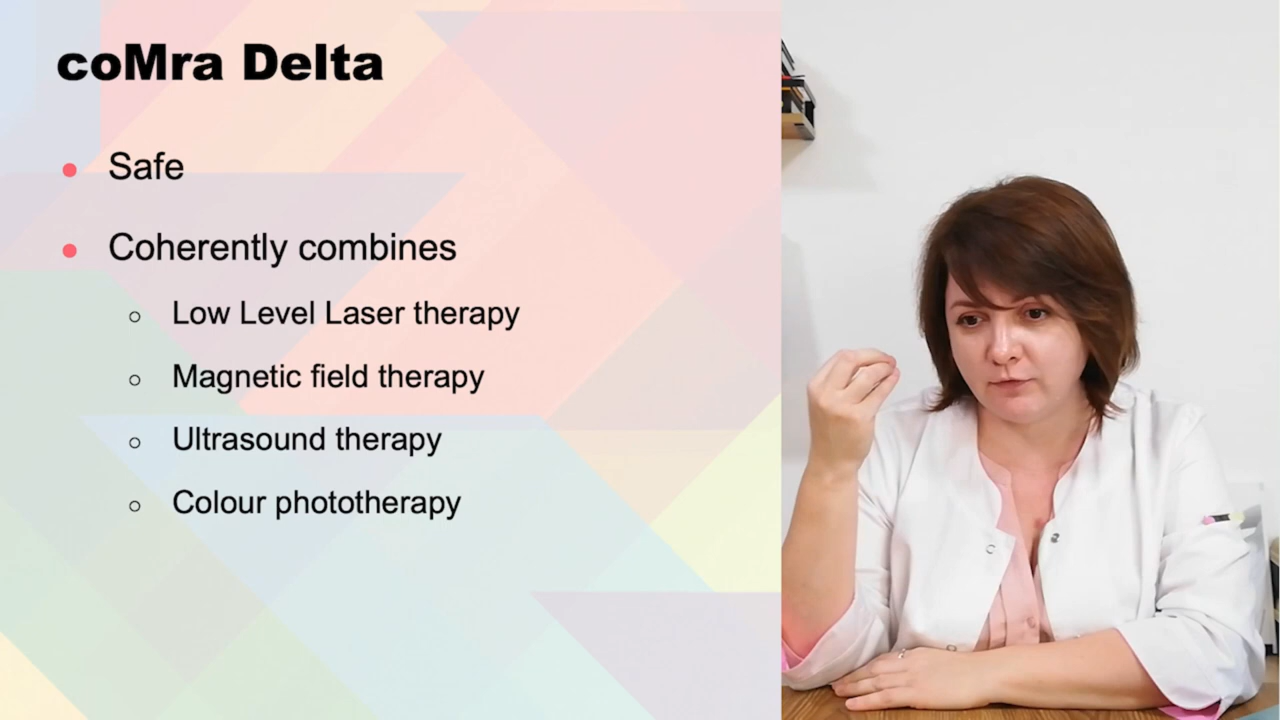 coMra Delta
Safe
Coherently combines
Low Level Laser therapy
Magnetic field therapy
Ultrasound therapy
Colour phototherapy